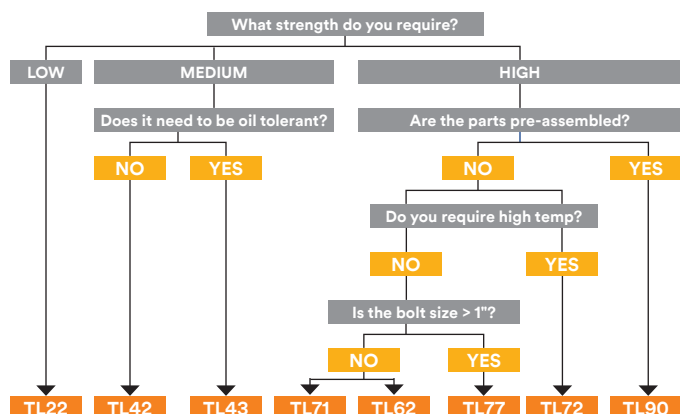 What strength do you require?
LOW
MEDIUM
HIGH
Does it need to be oil tolerant?
Are the parts pre-assembled?
NO
YES
NO
YES
Do you require high temp?
NO
YES
Is the bolt size > 1"?
NO
YES
TL22
TL42
TL43
TL71
TL62
TL77
TL72
TL90